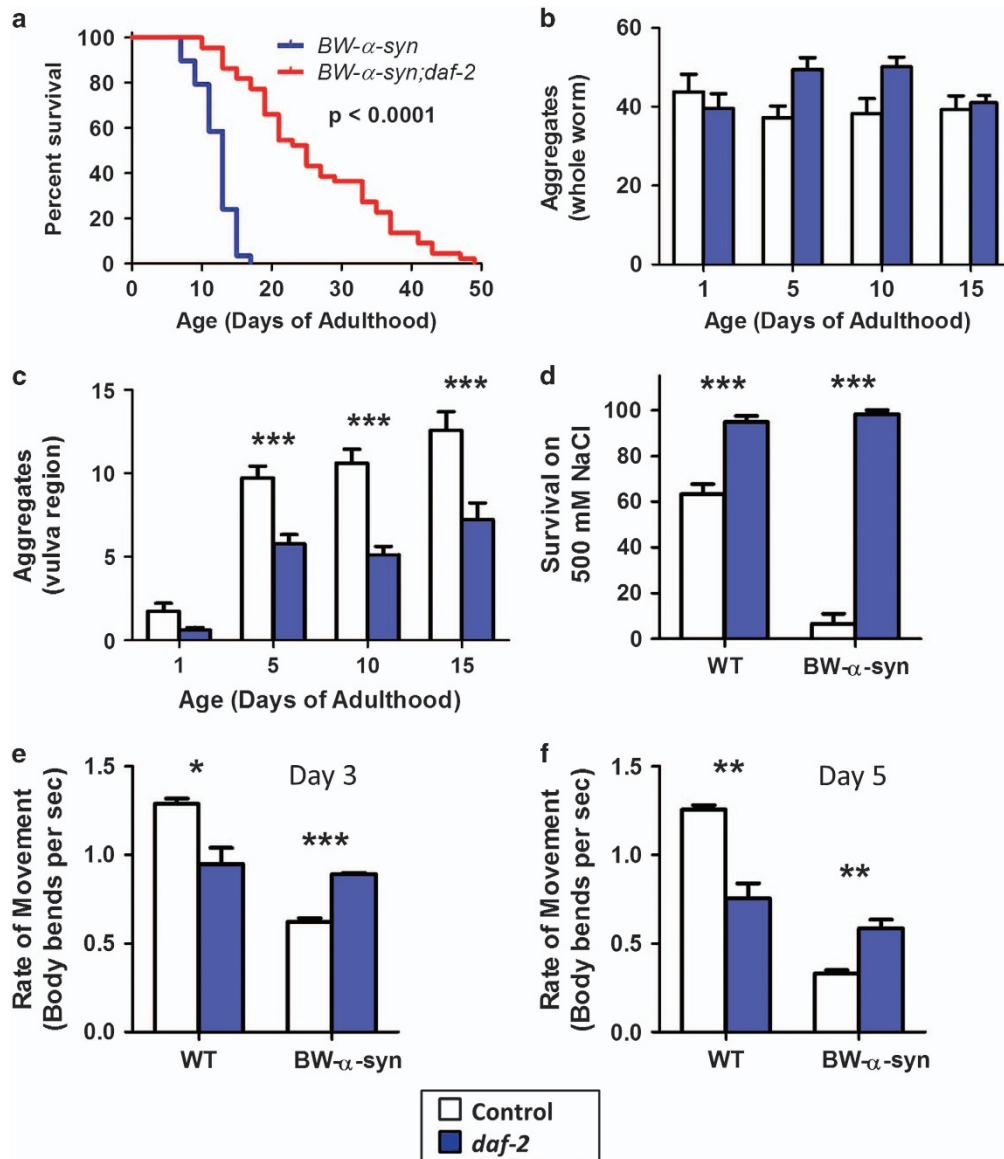 a
100
80
60
40
20
0
Percent survival
BW-α-syn
BW-α-syn;daf-2
p < 0.0001
0 10 20 30 40 50
Age (Days of Adulthood)
b
60
40
20
0
Aggregates
(whole worm)
1 5 10 15
Age (Days of Adulthood)
c
15
10
5
0
Aggregates
(vulva region)
*** *** ***
1 5 10 15
Age (Days of Adulthood)
d
100
80
60
40
20
0
Survival on
500 mM NaCl
*** ***
WT BW-α-syn
e
1.5
1.0
0.5
0.0
Rate of Movement
(Body bends per sec)
Day 3
* ***
WT BW-α-syn
f
1.5
1.0
0.5
0.0
Rate of Movement
(Body bends per sec)
Day 5
** **
WT BW-α-syn
Control
daf-2